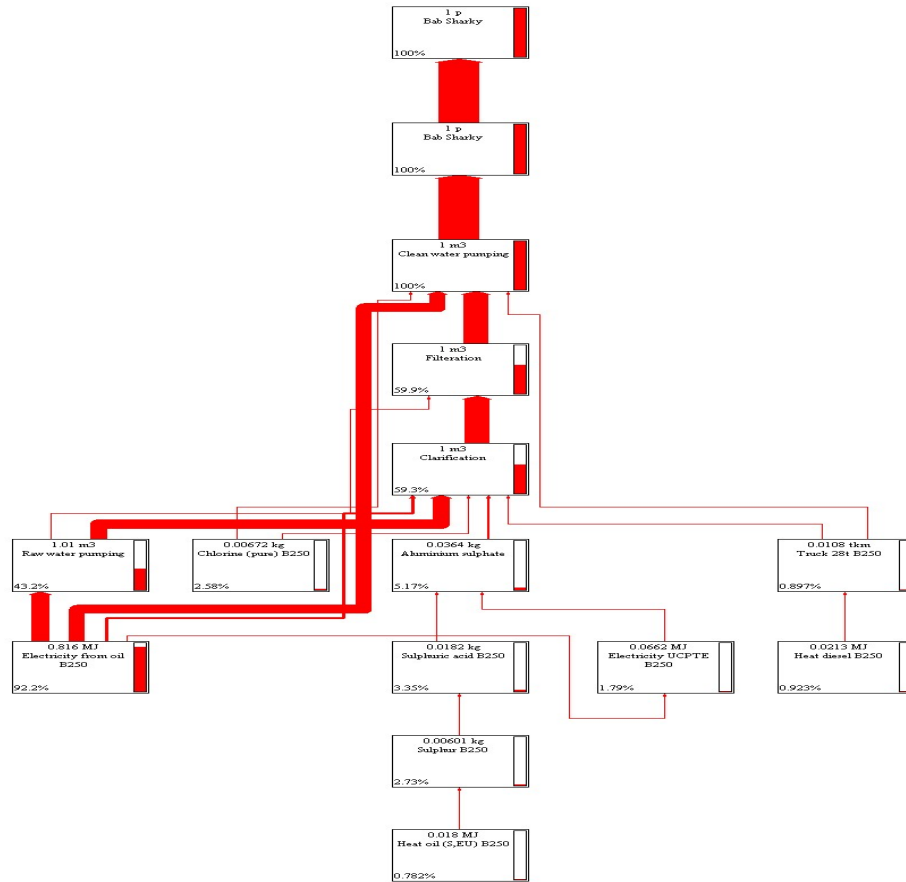 1 p
Bab Sharky
100%
1 p
Bab Sharky
100%
1 m3
Clean water pumping
100%
1 m3
Filteration
59.9%
1 m3
Clarification
59.3%
1.01 m3
Raw water pumping
43.2%
0.00672 kg
Chlorine (pure) B250
2.58%
0.0364 kg
Aluminium sulphate
5.17%
0.0108 tkm
Truck 28t B250
0.897%
0.816 MJ
Electricity from oil
B250
92.2%
0.0182 kg
Sulphuric acid B250
3.35%
0.0662 MJ
Electricity UCPTE
B250
1.79%
0.0213 MJ
Heat diesel B250
0.923%
0.00601 kg
Sulphur B250
2.73%
0.018 MJ
Heat oil (S,EU) B250
0.782%